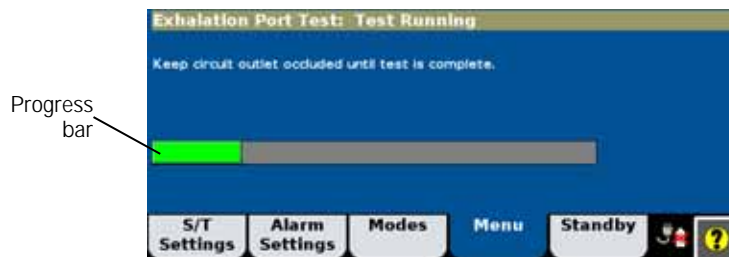 Exhalation Port Test: Test Running
Keep circuit outlet occluded until test is complete.
Progress
bar
S/T
Settings
Alarm
Settings
Modes
Menu
Standby
?